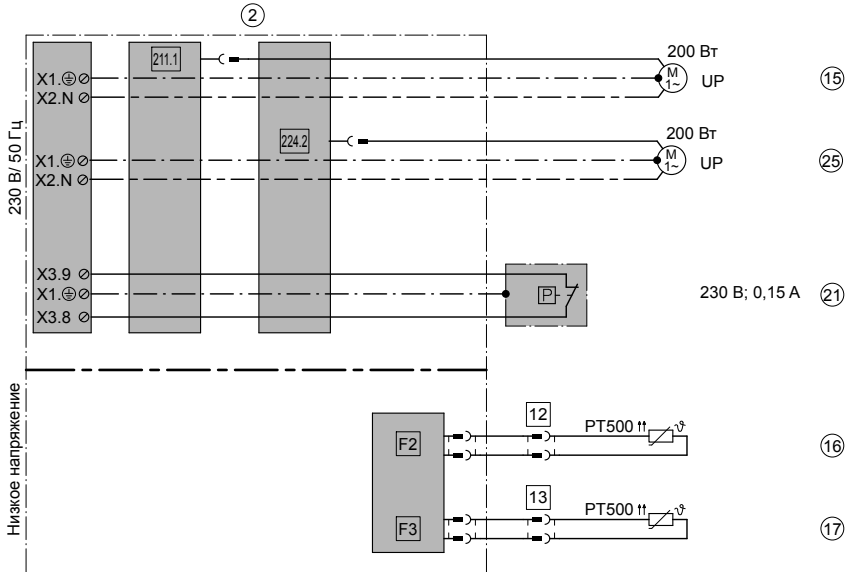 2
211.1
200 Вт
X1.
M
1~
UP
15
X2.N
224.2
200 Вт
X1.
M
1~
UP
25
X2.N
230 В/ 50 Гц
X3.9
X1.
P
230 В; 0,15 А
21
X3.8
Низкое напряжение
12
F2
PT500
ϑ
16
13
F3
PT500
ϑ
17